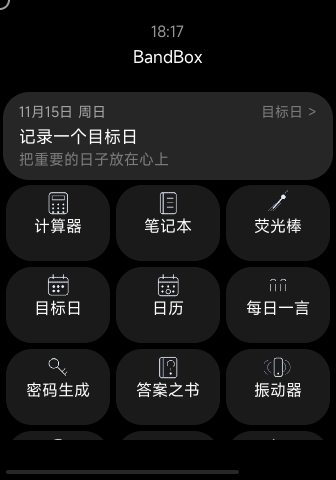 18:17
BandBox
11月15日 周日
目标日 >
记录一个目标日
把重要的日子放在心上
计算器
笔记本
荧光棒
目标日
日历
每日一言
密码生成
答案之书
振动器